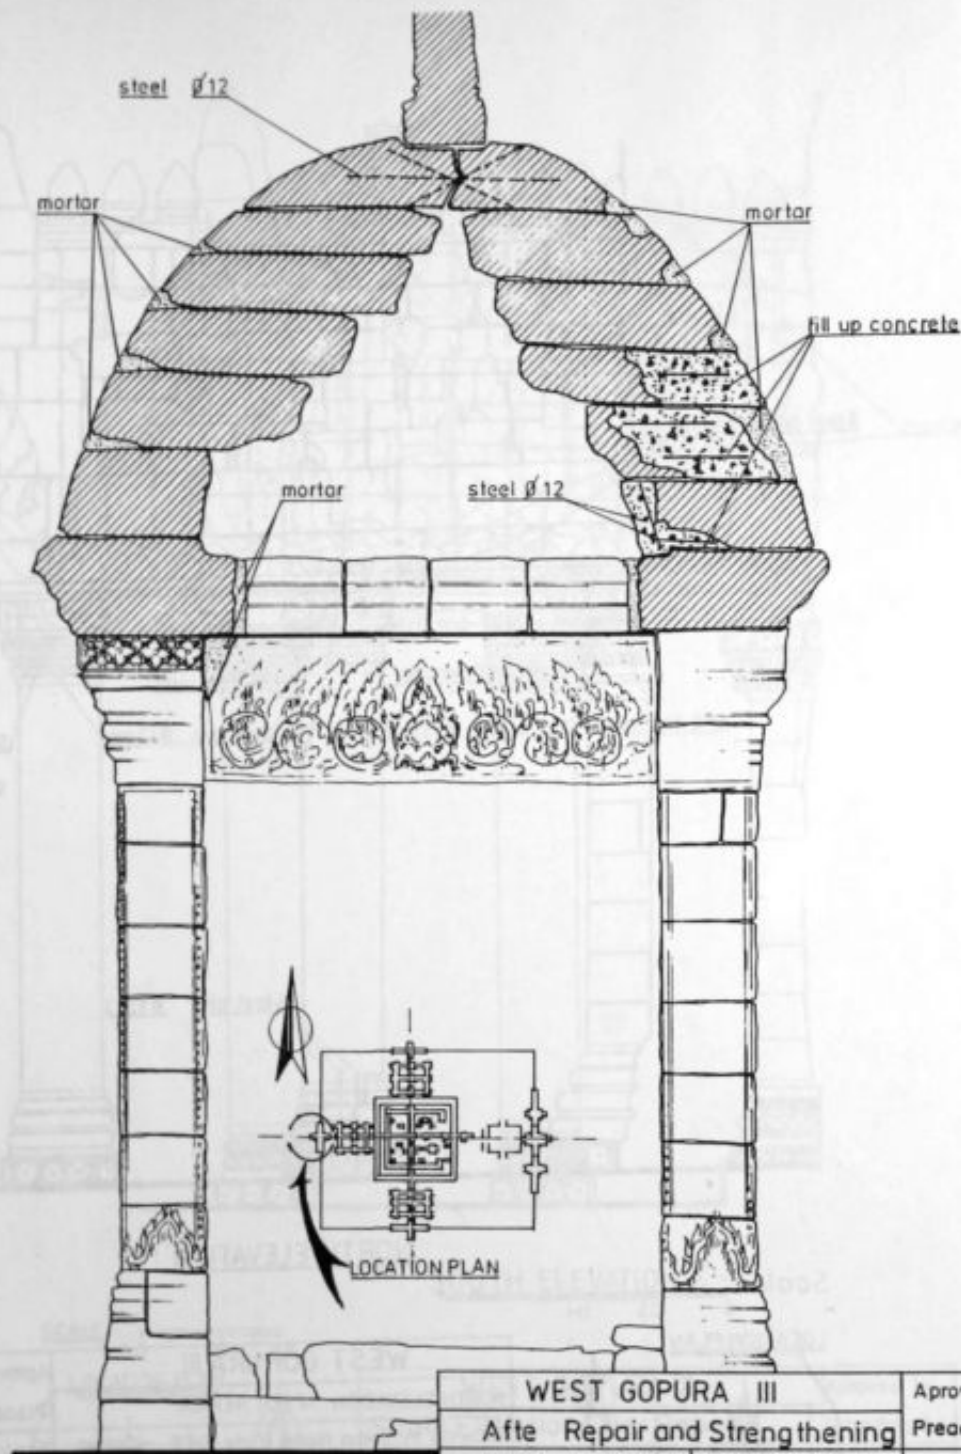 steel Ø12
mortar
mortar
fill up concrete
mortar
steel Ø12
LOCATION PLAN
WEST GOPURA III
Afte Repair and Strengthening
Aprov